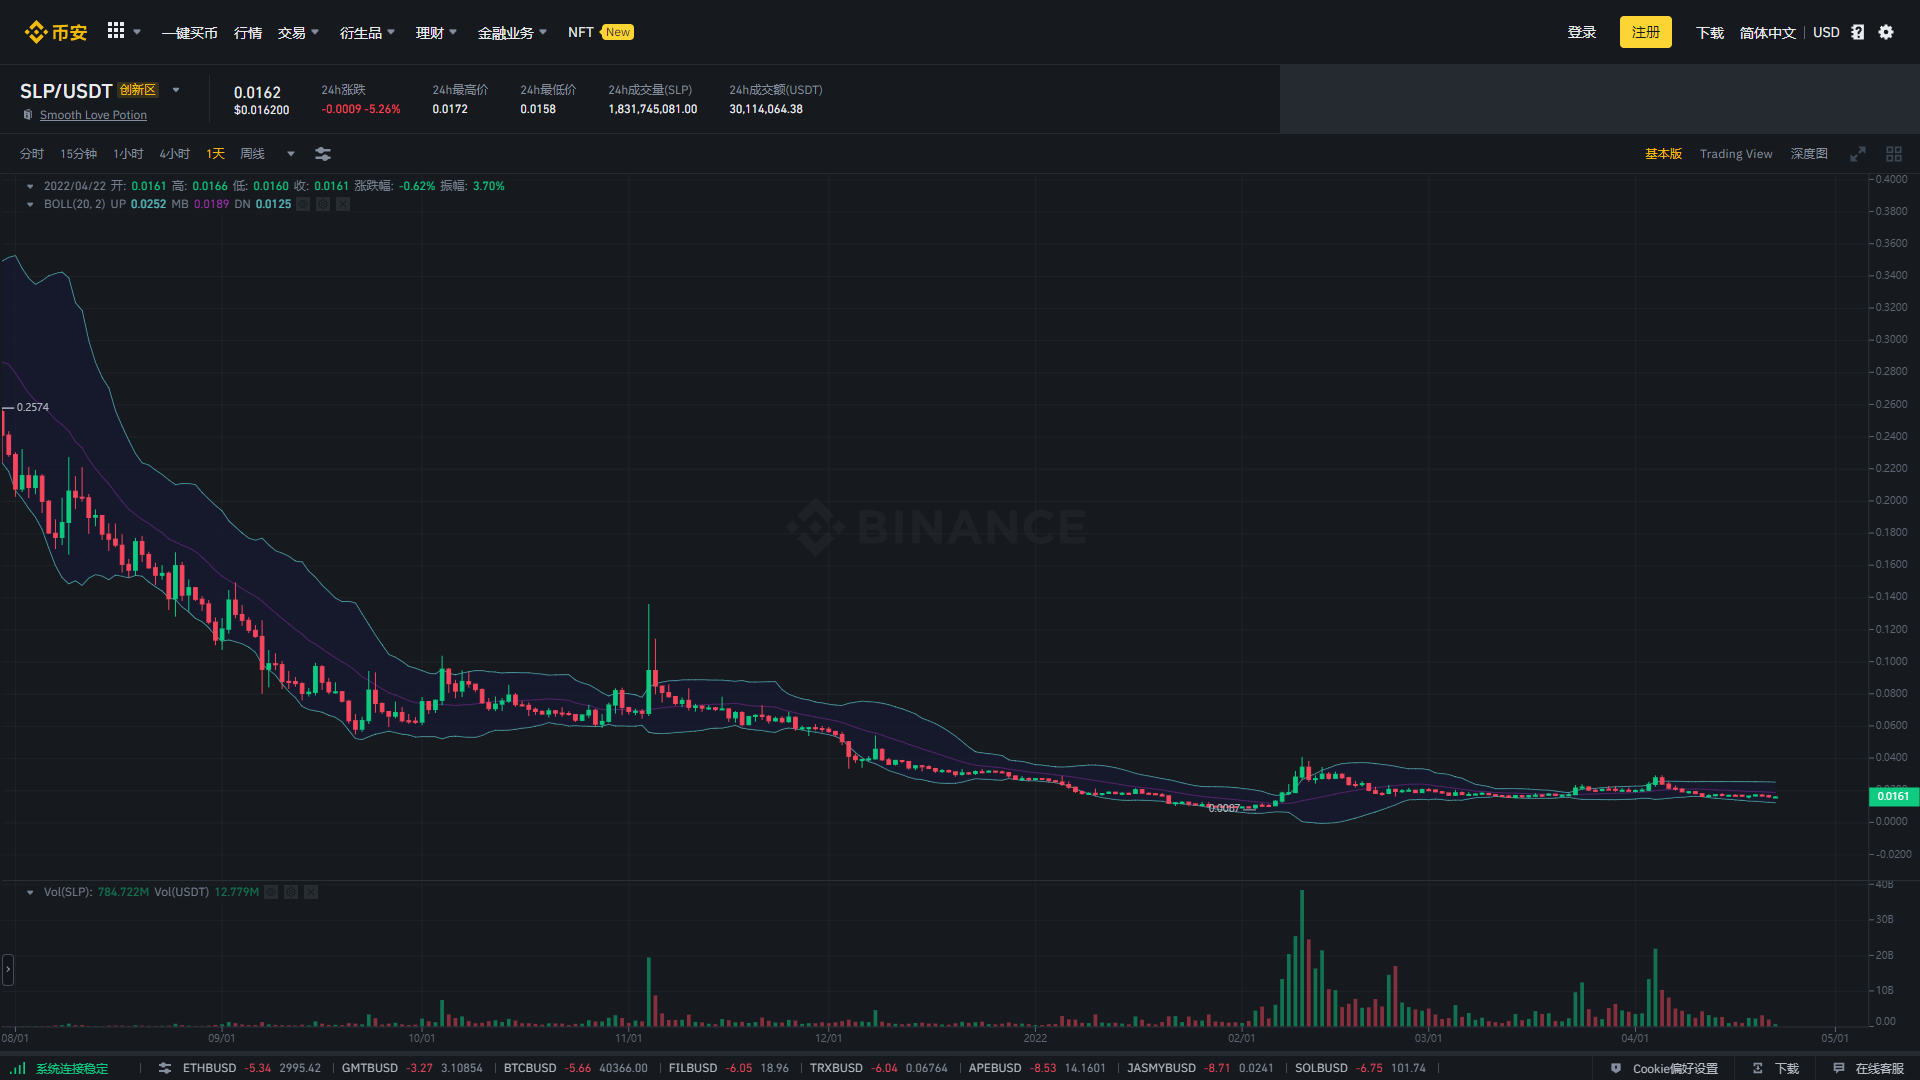 币安 一键买币 行情 交易 衍生品 理财 金融业务 NFT New 登录 注册 下载 简体中文 USD
SLP/USDT 创新区
Smooth Love Potion
0.0162
$0.016200
24h涨跌
-0.0009 -5.26%
24h最高价
0.0172
24h最低价
0.0158
24h成交量(SLP)
1,831,745,081.00
24h成交额(USDT)
30,114,064.38
分时 15分钟 1小时 4小时 1天 周线 基本版 Trading View 深度图
2022/04/22 开: 0.0161 高: 0.0166 低: 0.0160 收: 0.0161 涨跌幅: -0.62% 振幅: 3.70%
BOLL(20, 2) UP 0.0252 MB 0.0189 DN 0.0125
0.4000
0.3800
0.3600
0.3400
0.3200
0.3000
0.2800
0.2600
0.2574
0.2400
0.2200
0.2000
0.1800
BINANCE
0.1600
0.1400
0.1200
0.1000
0.0800
0.0600
0.0400
0.0161
0.0087
0.0000
-0.0200
Vol(SLP): 784.722M Vol(USDT) 12.779M
40B
30B
20B
10B
0.00
08/01 09/01 10/01 11/01 12/01 2022 02/01 03/01 04/01 05/01
系统连接稳定 ETHBUSD -5.34 2995.42 GMTBUSD -3.27 3.10854 BTCBUSD -5.66 40366.00 FILBUSD -6.05 18.96 TRXBUSD -6.04 0.06764 APEBUSD -8.53 14.1601 JASMYBUSD -8.71 0.0241 SOLBUSD -6.75 101.74 Cookie偏好设置 下载 在线客服